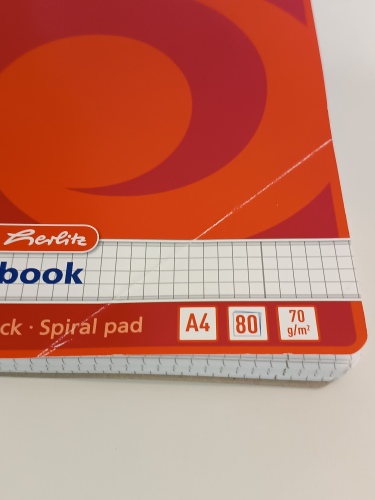 Herlitz
book
ck · Spiral pad
A4
80
70
g/m²